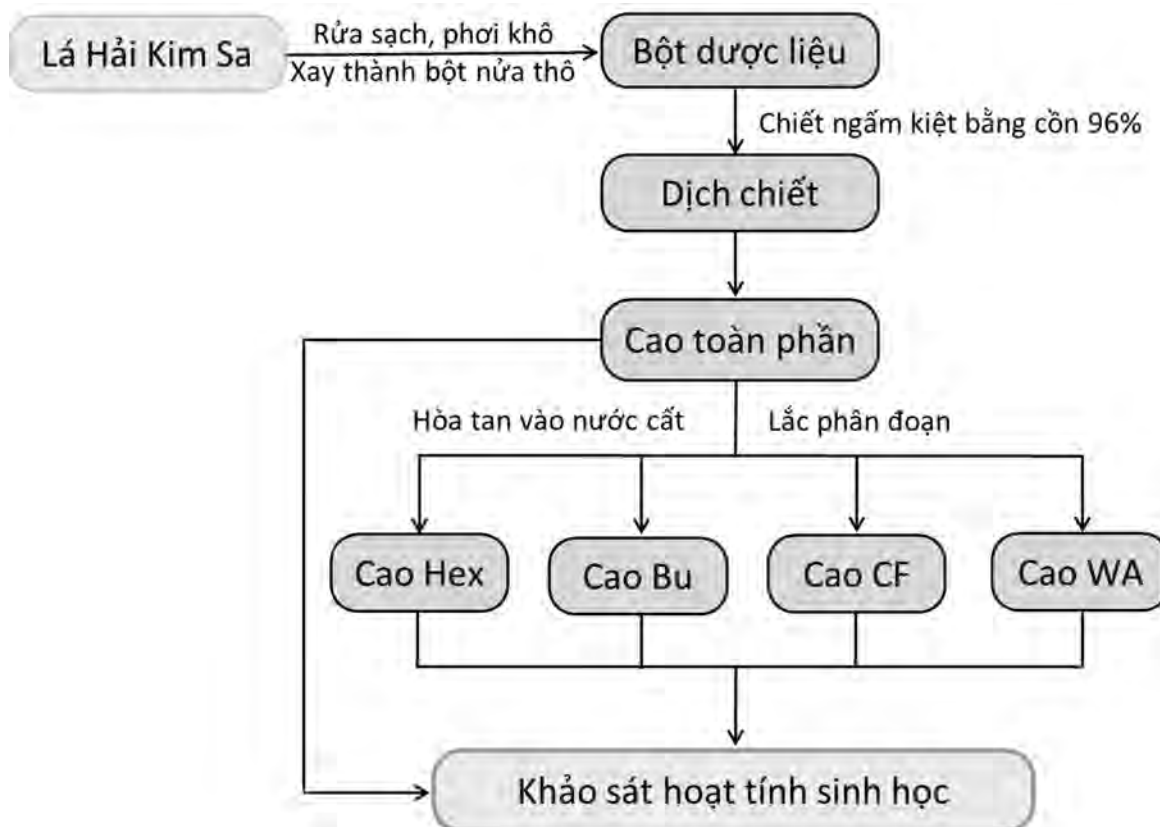 Lá Hải Kim Sa
Rửa sạch, phơi khô
Xay thành bột nửa thô
Bột dược liệu
Chiết ngấm kiệt bằng cồn 96%
Dịch chiết
Cao toàn phần
Hòa tan vào nước cất
Lắc phân đoạn
Cao Hex
Cao Bu
Cao CF
Cao WA
Khảo sát hoạt tính sinh học